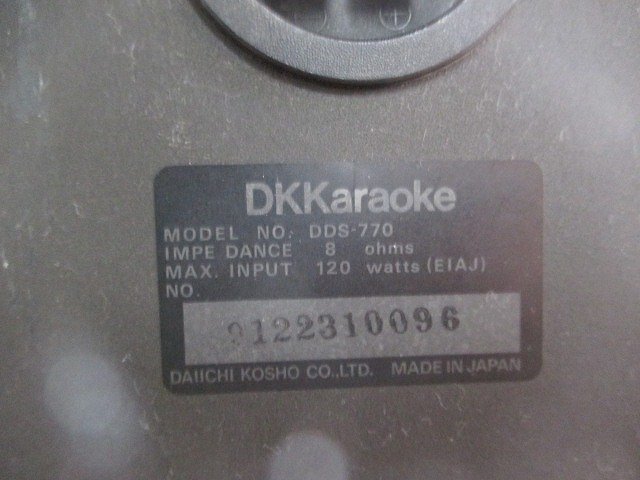 DKKaraoke
MODEL NO. DDS-770
IMPE DANCE 8 ohms
MAX. INPUT 120 watts (EIAJ)
NO.
9122310096
DAIICHI KOSHO CO.,LTD. MADE IN JAPAN